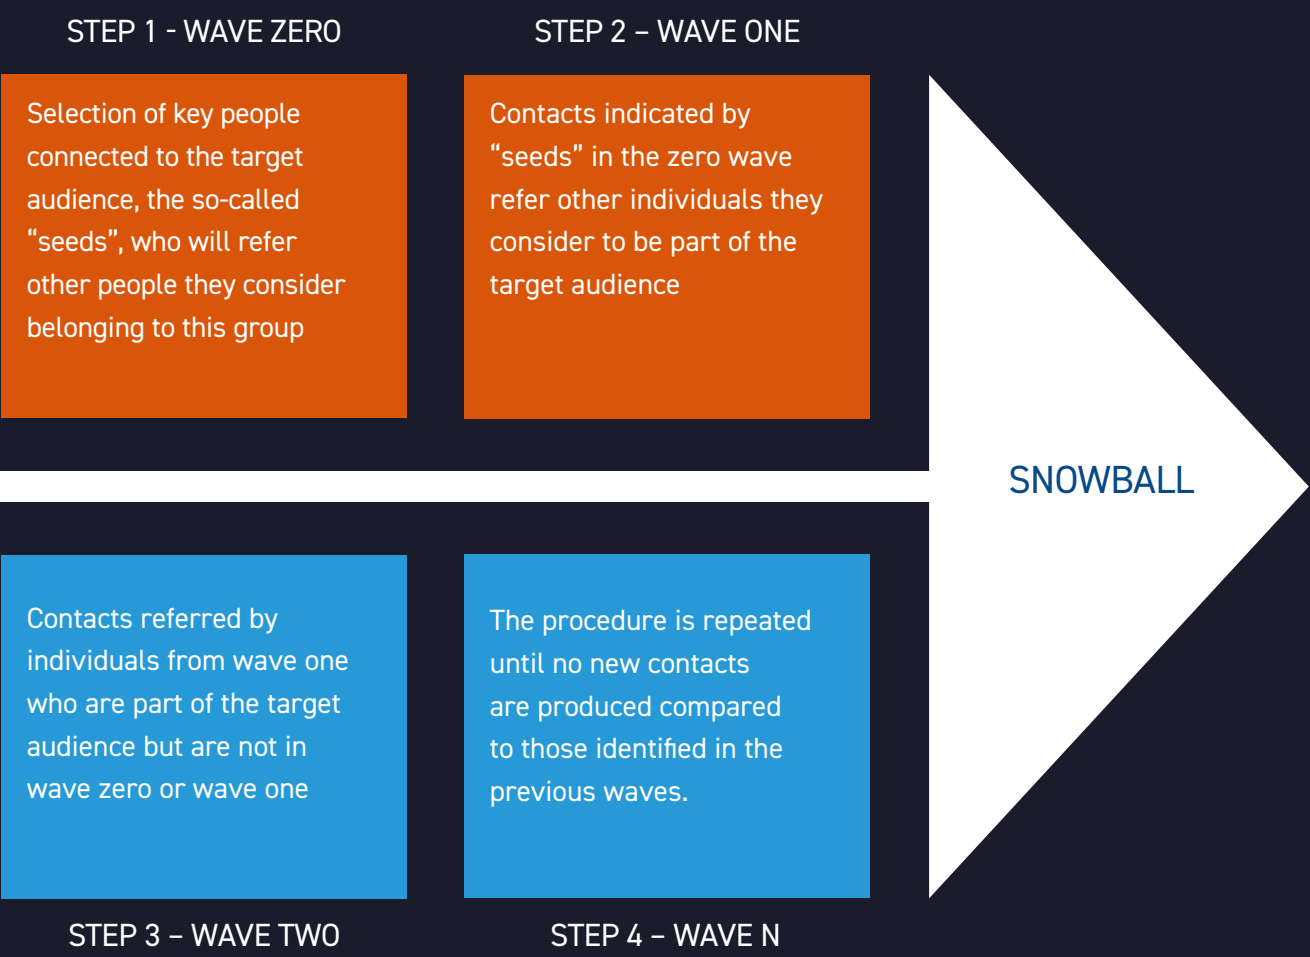 STEP 1 - WAVE ZERO
Selection of key people
connected to the target
audience, the so-called
“seeds”, who will refer
other people they consider
belonging to this group
STEP 2 – WAVE ONE
Contacts indicated by
“seeds” in the zero wave
refer other individuals they
consider to be part of the
target audience
Contacts referred by
individuals from wave one
who are part of the target
audience but are not in
wave zero or wave one
STEP 3 – WAVE TWO
The procedure is repeated
until no new contacts
are produced compared
to those identified in the
previous waves.
STEP 4 – WAVE N
SNOWBALL